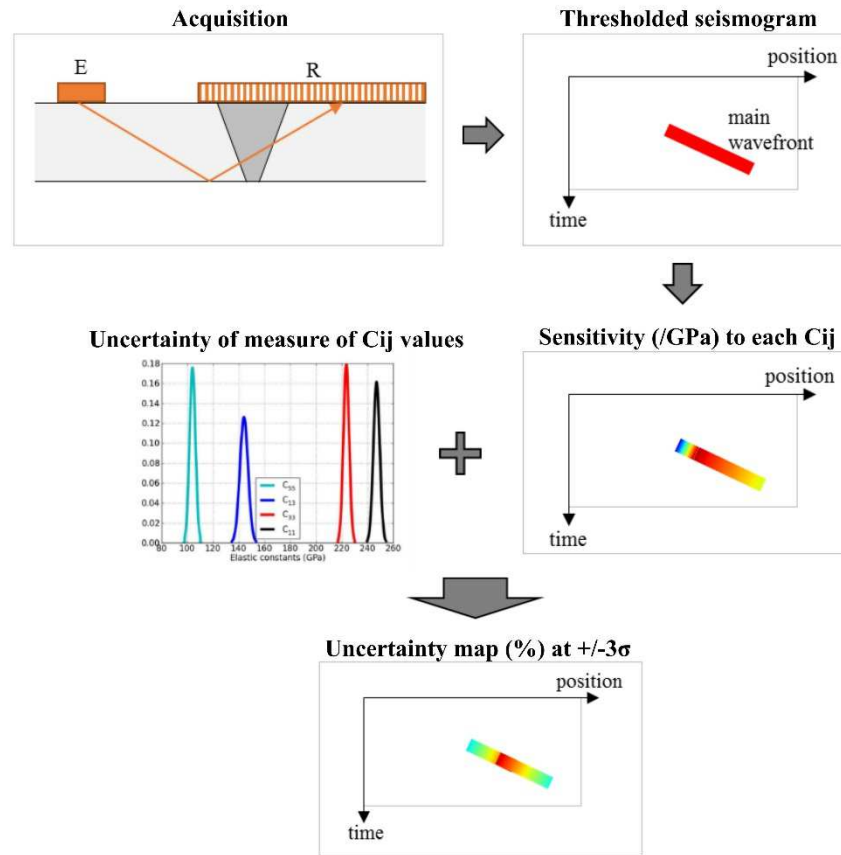 Acquisition
E
R
Thresholded seismogram
position
main
wavefront
time
Uncertainty of measure of Cij values
0.18
0.16
0.14
0.12
0.10
0.08
0.06
0.04
0.02
0.00
C55
C13
C33
C11
80 100 120 140 160 180 200 220 240 260
Elastic constants (GPa)
Sensitivity (/GPa) to each Cij
position
time
Uncertainty map (%) at +/-3σ
position
time